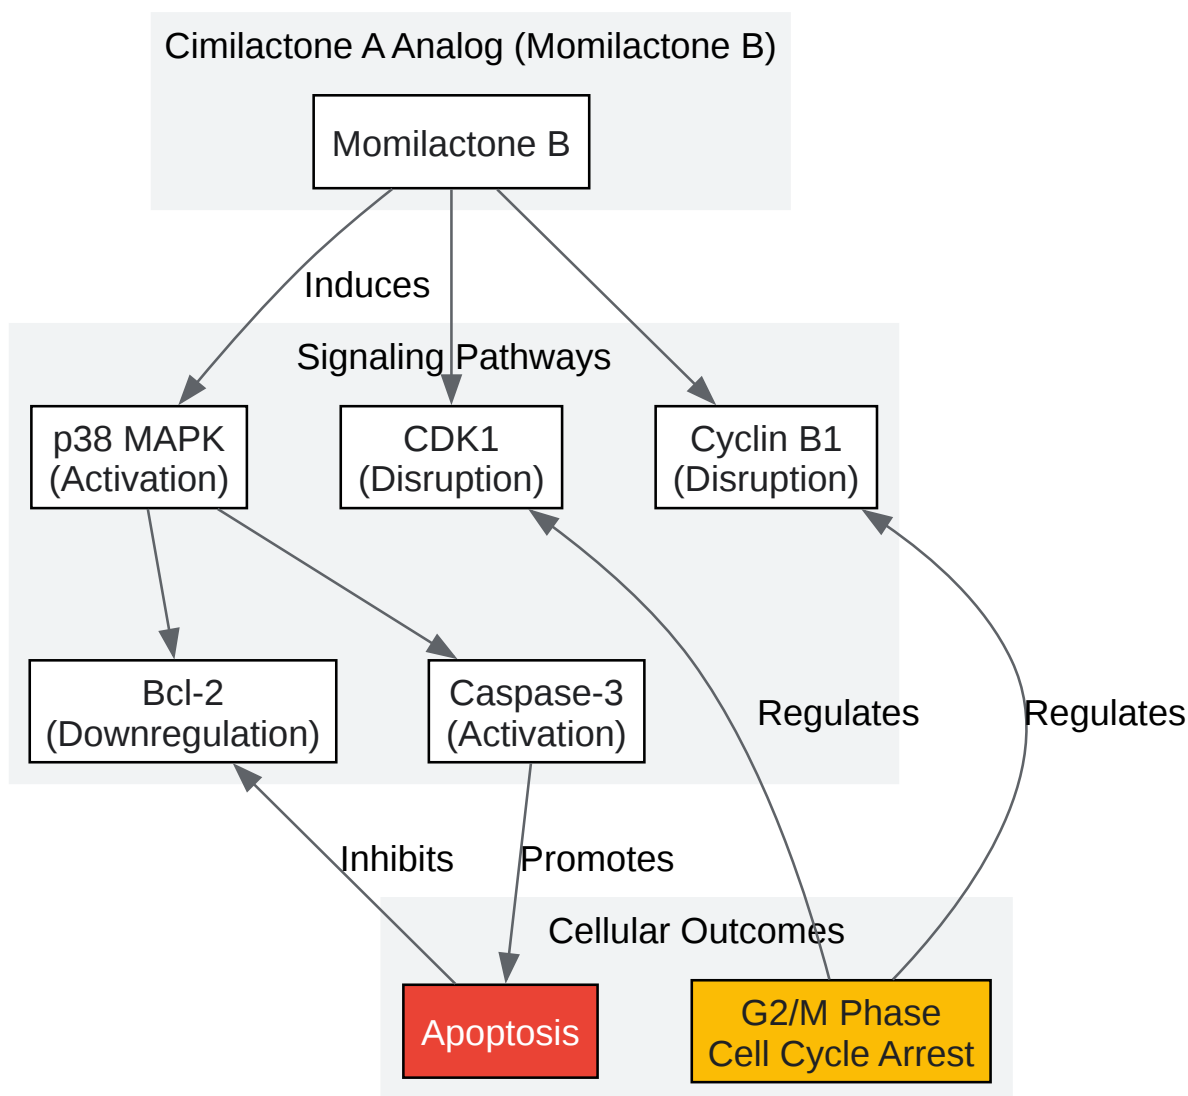 Cimilactone A Analog (Momilactone B)
Momilactone B
Induces
Signaling Pathways
p38 MAPK
(Activation)
CDK1
(Disruption)
Cyclin B1
(Disruption)
Bcl-2
(Downregulation)
Caspase-3
(Activation)
Regulates
Regulates
Inhibits
Promotes
Cellular Outcomes
Apoptosis
G2/M Phase
Cell Cycle Arrest